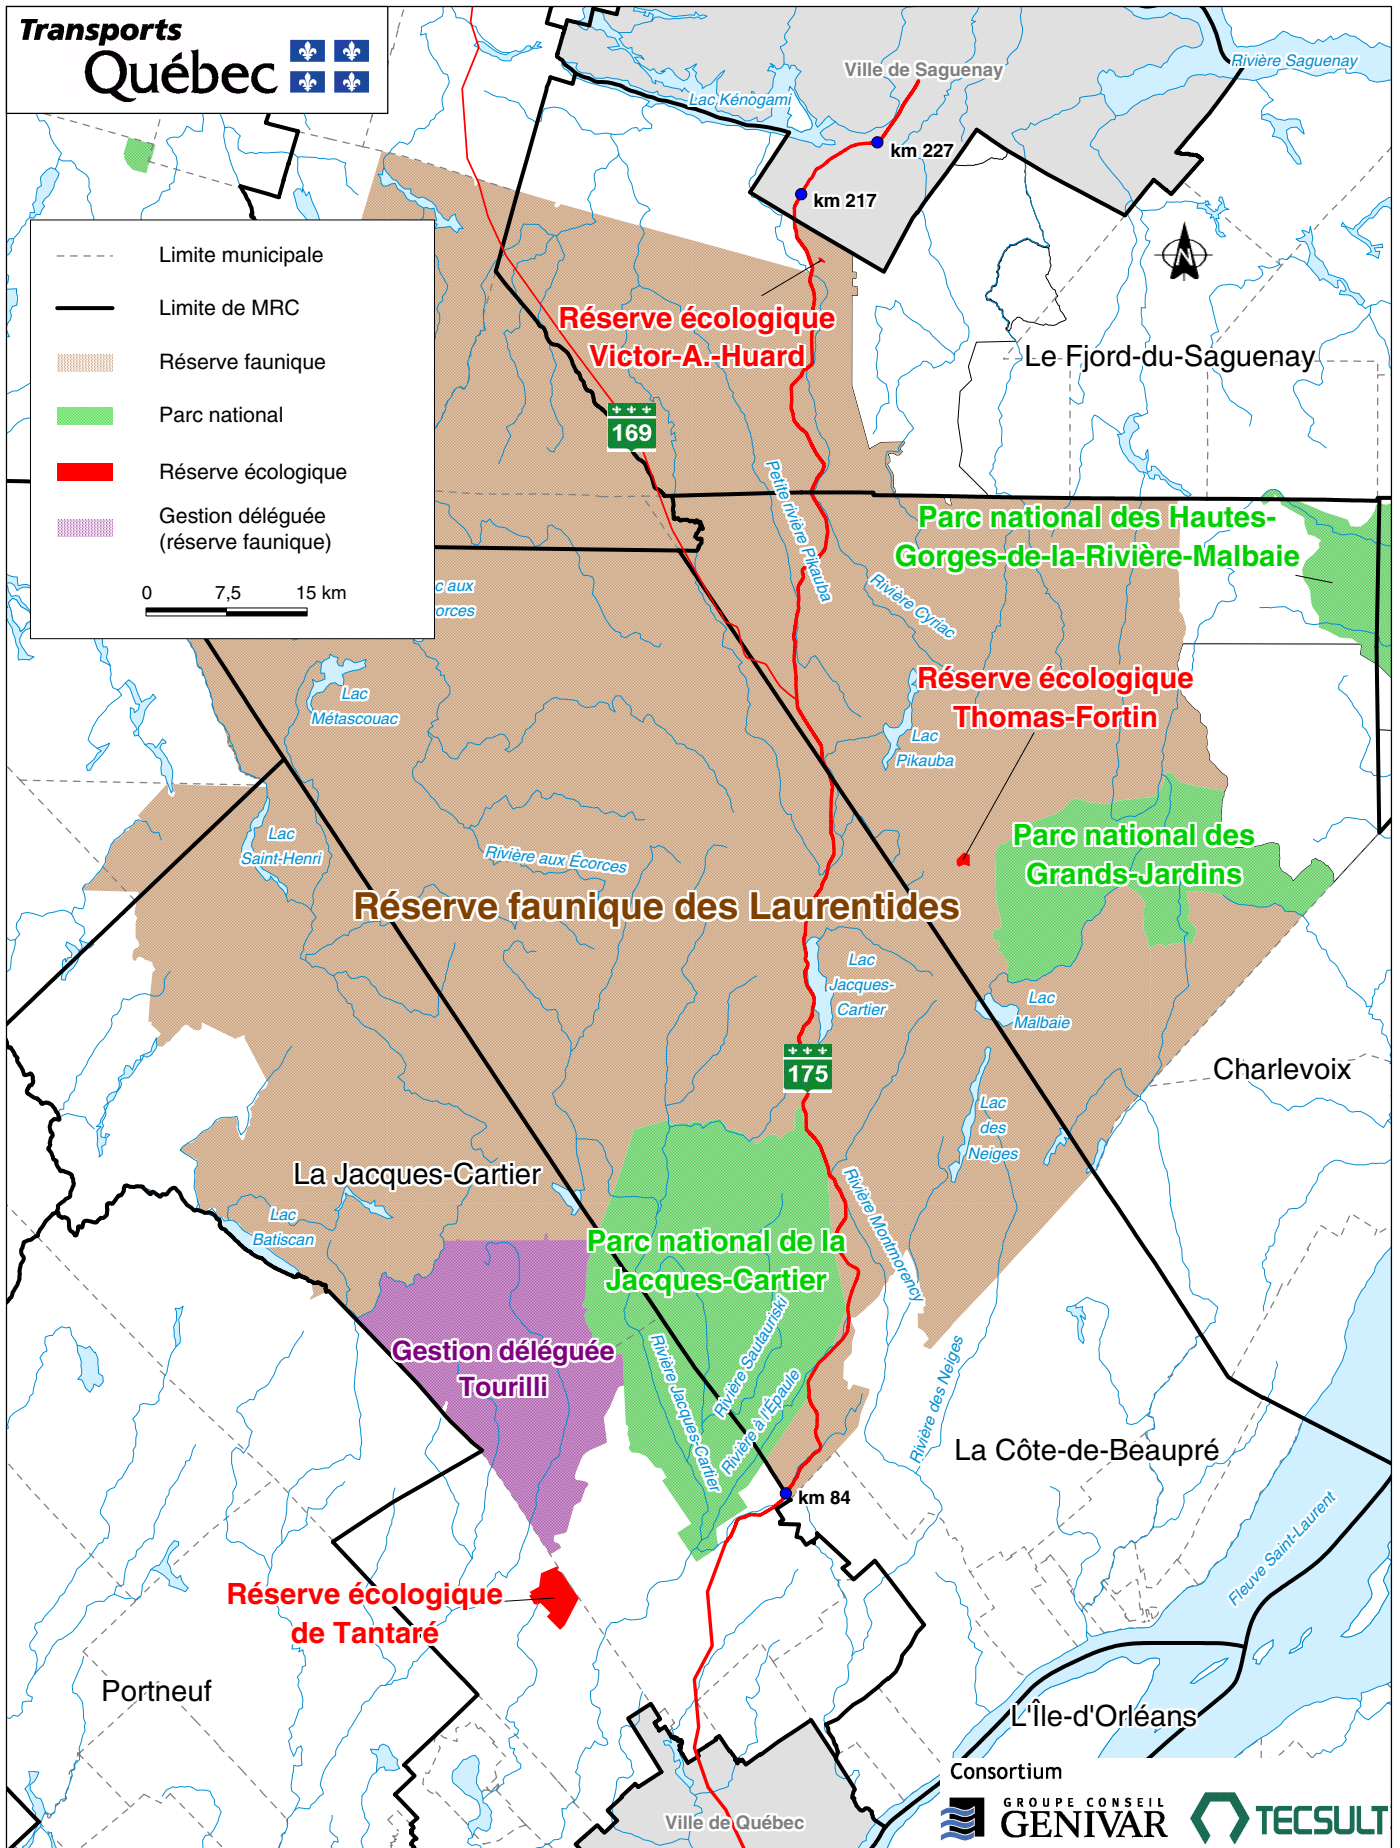 Transports
Québec
Ville de Saguenay
Rivière Saguenay
Lac Kénogami
km 227
km 217
Limite municipale
Limite de MRC
Réserve faunique
Parc national
Réserve écologique
Gestion déléguée
(réserve faunique)
0 7,5 15 km
N
Réserve écologique
Victor-A.-Huard
Le Fjord-du-Saguenay
169
Petite rivière Pikauba
Parc national des Hautes-
Gorges-de-la-Rivière-Malbaie
c aux
orces
Rivière Cyriac
Réserve écologique
Thomas-Fortin
Lac
Métascouac
Lac
Pikauba
Lac
Saint-Henri
Rivière aux Écorces
Parc national des
Grands-Jardins
Réserve faunique des Laurentides
Lac
Jacques-
Cartier
Lac
Malbaie
175
Charlevoix
Lac
des
Neiges
La Jacques-Cartier
Lac
Batiscan
Rivière Montmorency
Parc national de la
Jacques-Cartier
Gestion déléguée
Tourilli
Rivière Jacques-Cartier
Rivière Sautauriski
Rivière à l'Épaule
Rivière des Neiges
La Côte-de-Beaupré
km 84
Fleuve Saint-Laurent
Réserve écologique
de Tantaré
Portneuf
L'Île-d'Orléans
Ville de Québec
Consortium
GROUPE CONSEIL
GENIVAR
TECSULT